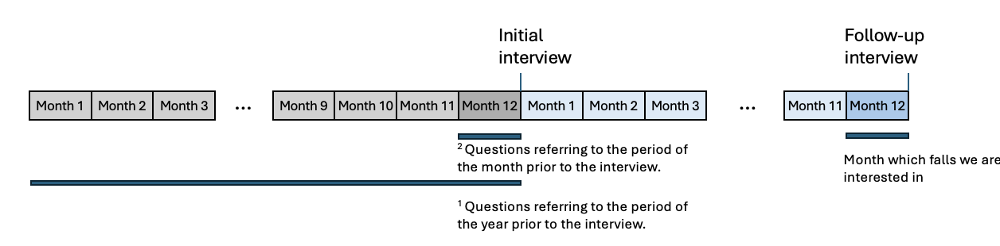 Initial
interview
Follow-up
interview
Month 1 Month 2 Month 3 ... Month 9 Month 10 Month 11 Month 12 Month 1 Month 2 Month 3 ... Month 11 Month 12
² Questions referring to the period of
the month prior to the interview.
Month which falls we are
interested in
¹ Questions referring to the period of
the year prior to the interview.